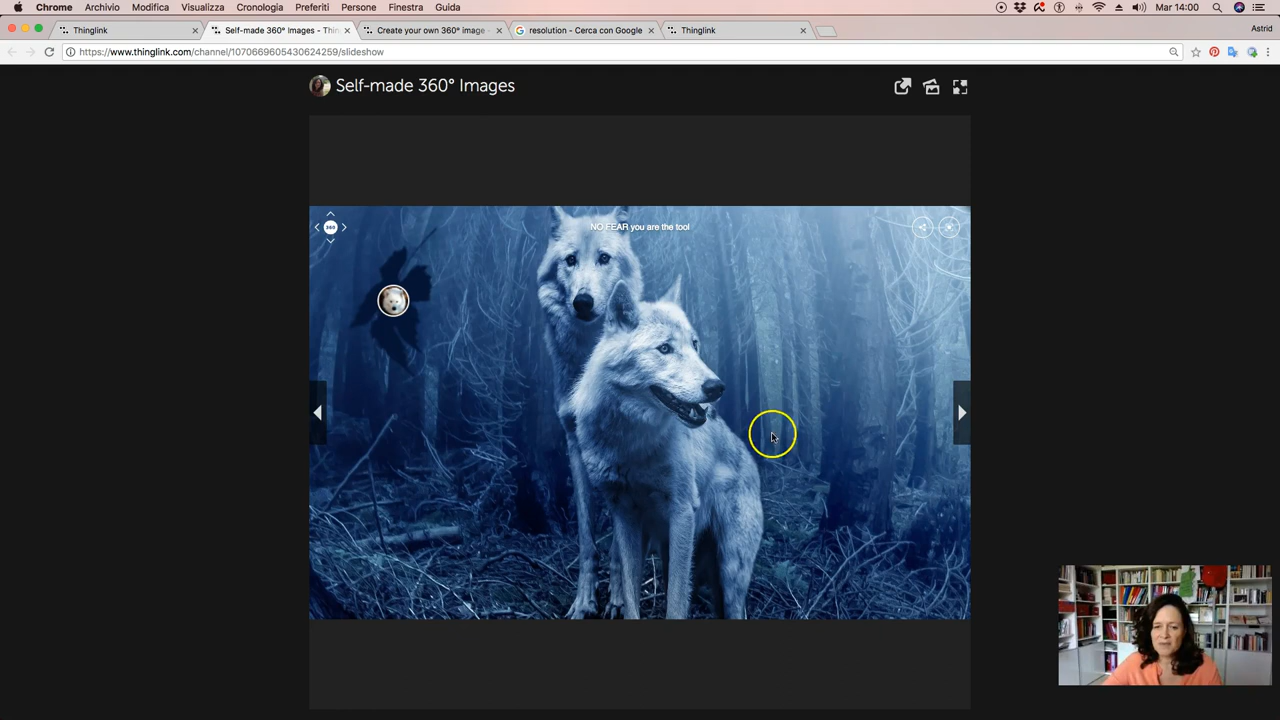 Chrome Archivio Modifica Visualizza Cronologia Preferiti Persone Finestra Guida Mar 14:00
Thinglink Self-made 360° Images - Thin Create your own 360° image - resolution - Cerca con Google Thinglink Astrid
https://www.thinglink.com/channel/1070669605430624259/slideshow
Self-made 360° Images
360 NO FEAR you are the tool